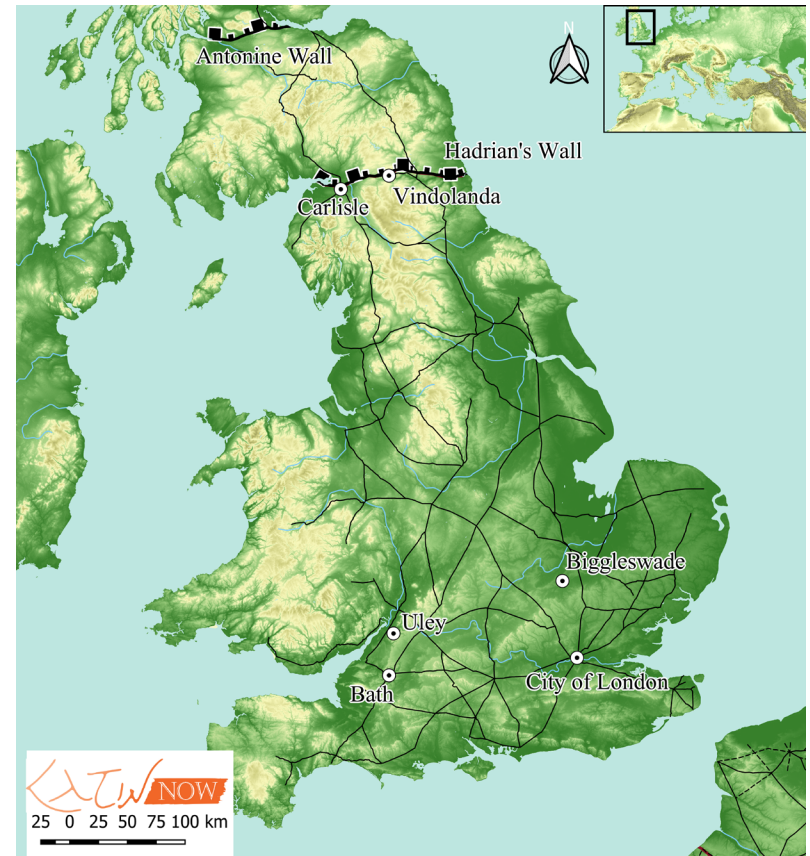 N
Antonine Wall
Hadrian's Wall
Vindolanda
Carlisle
Biggleswade
Uley
City of London
Bath
NOW
25 0 25 50 75 100 km